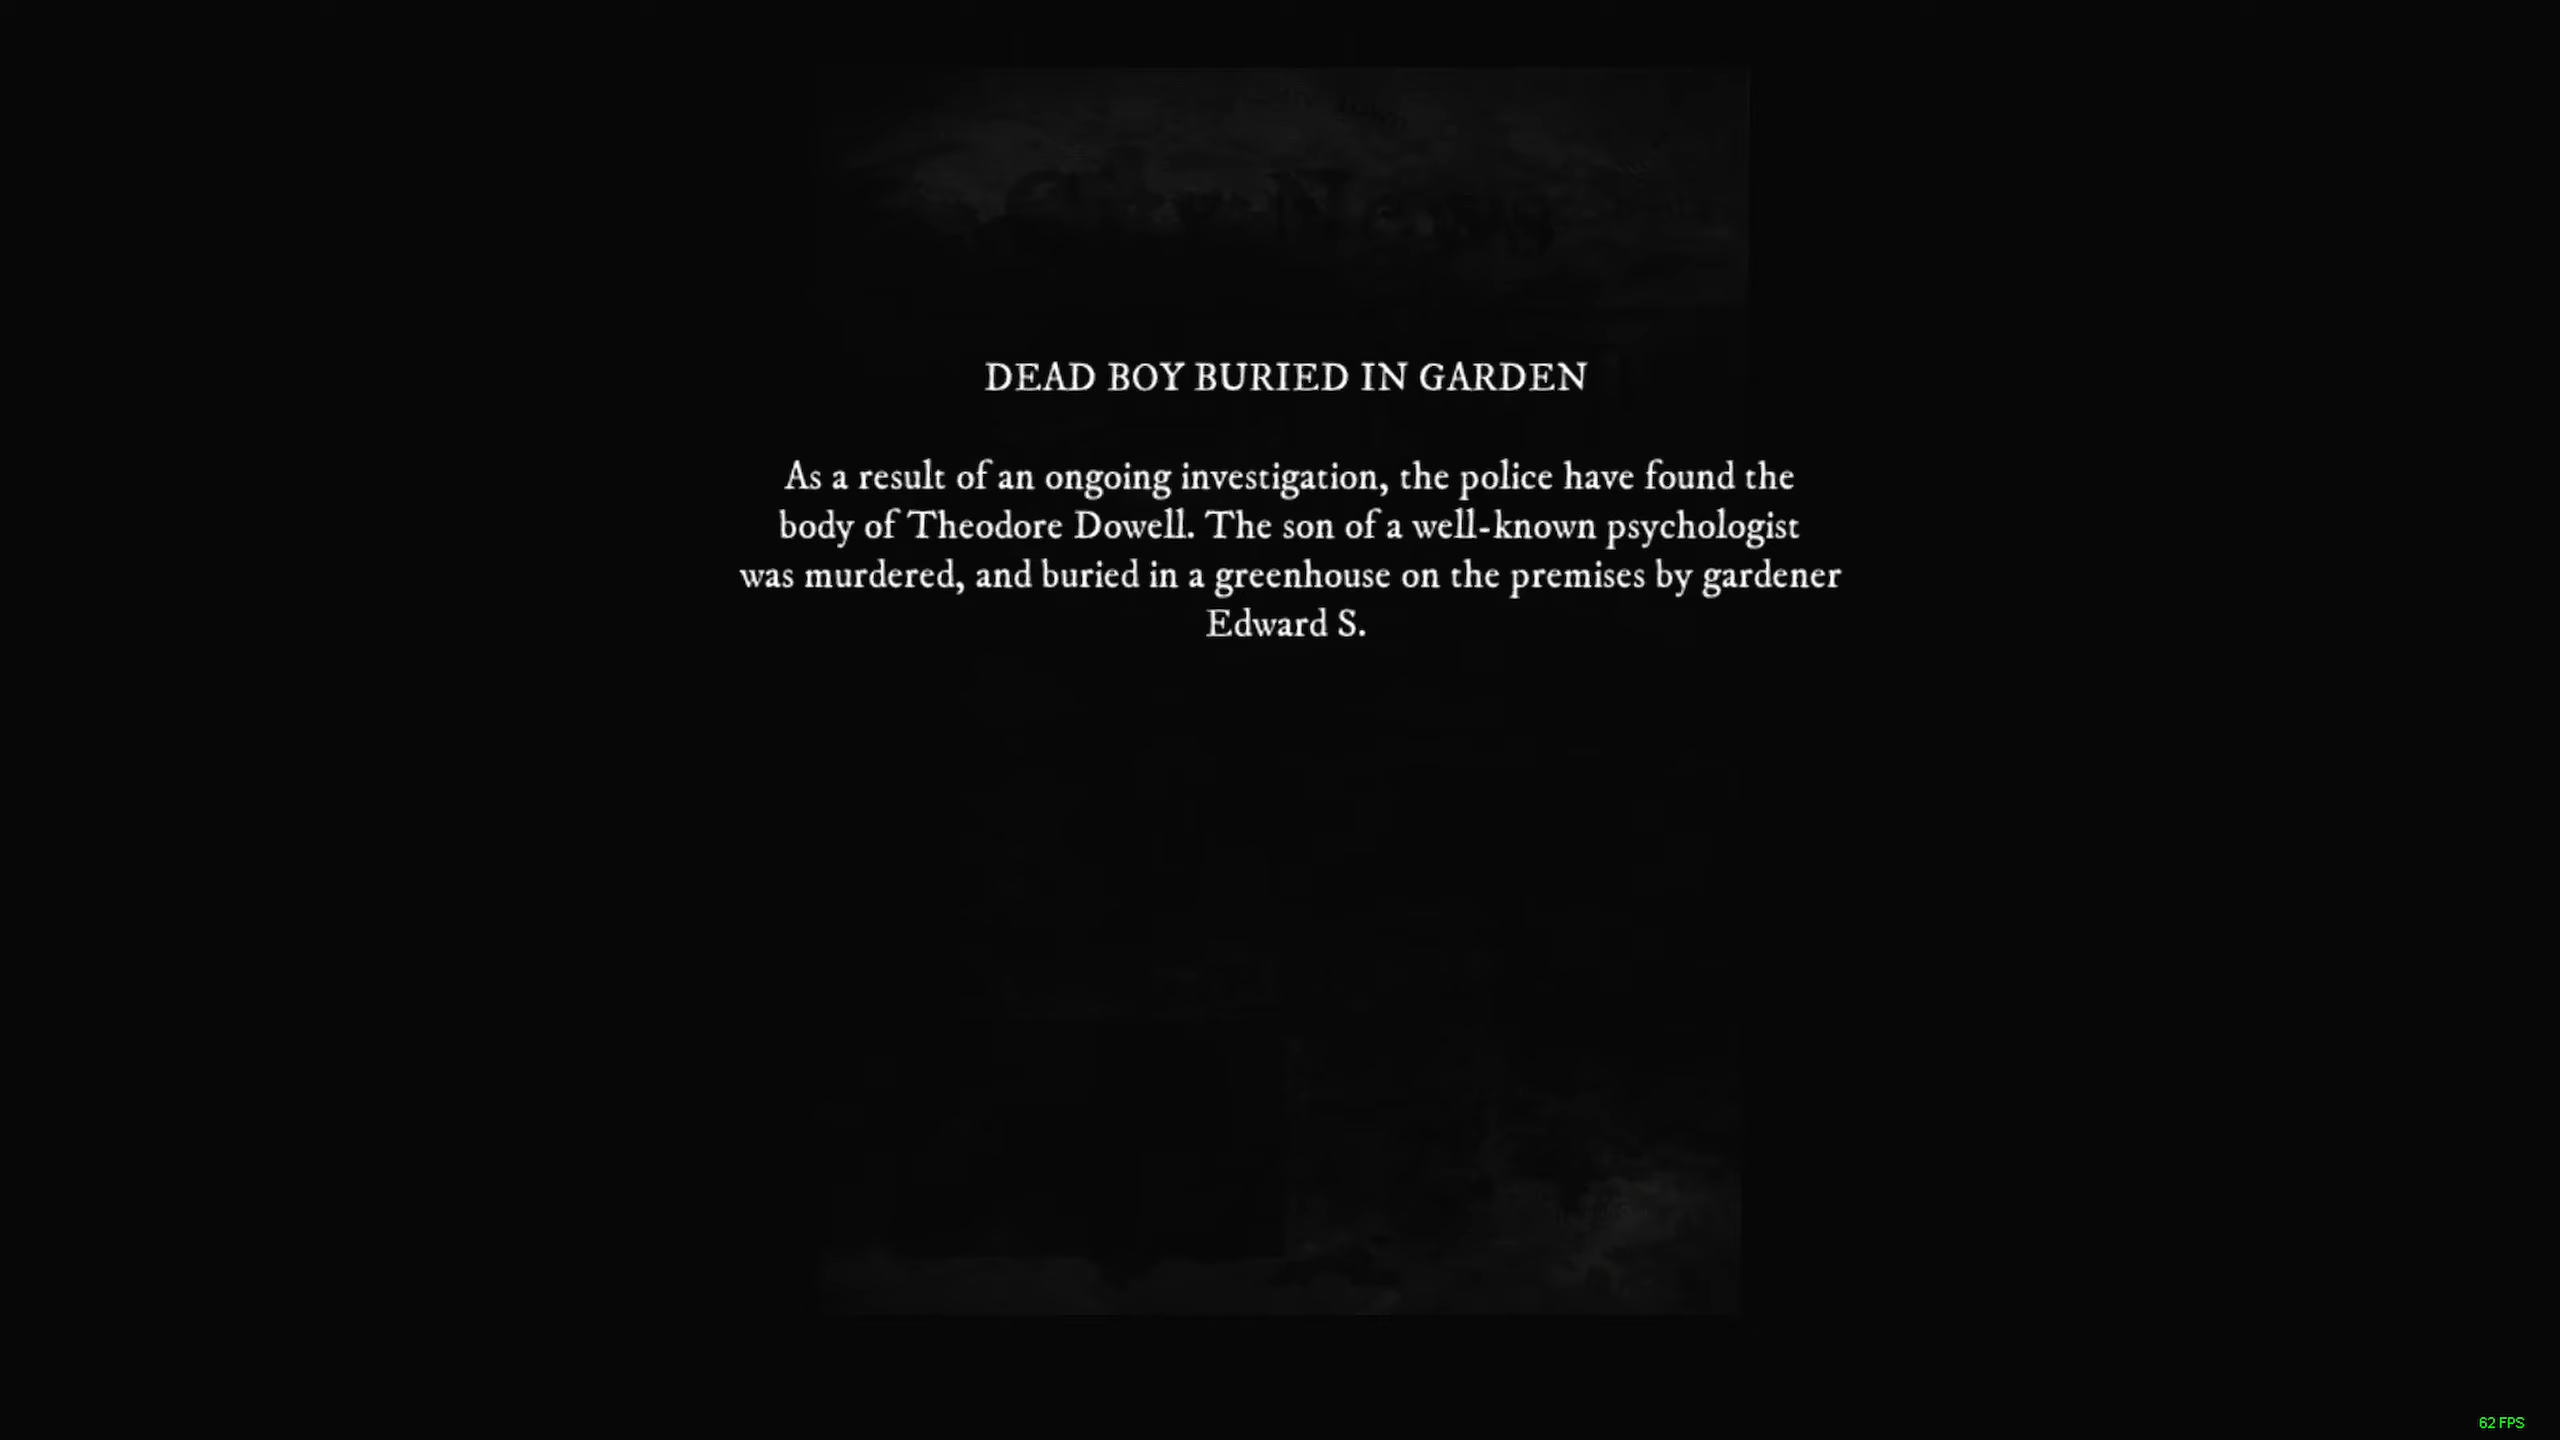 DEAD BOY BURIED IN GARDEN
As a result of an ongoing investigation, the police have found the
body of Theodore Dowell. The son of a well-known psychologist
was murdered, and buried in a greenhouse on the premises by gardener
Edward S.
62 FPS